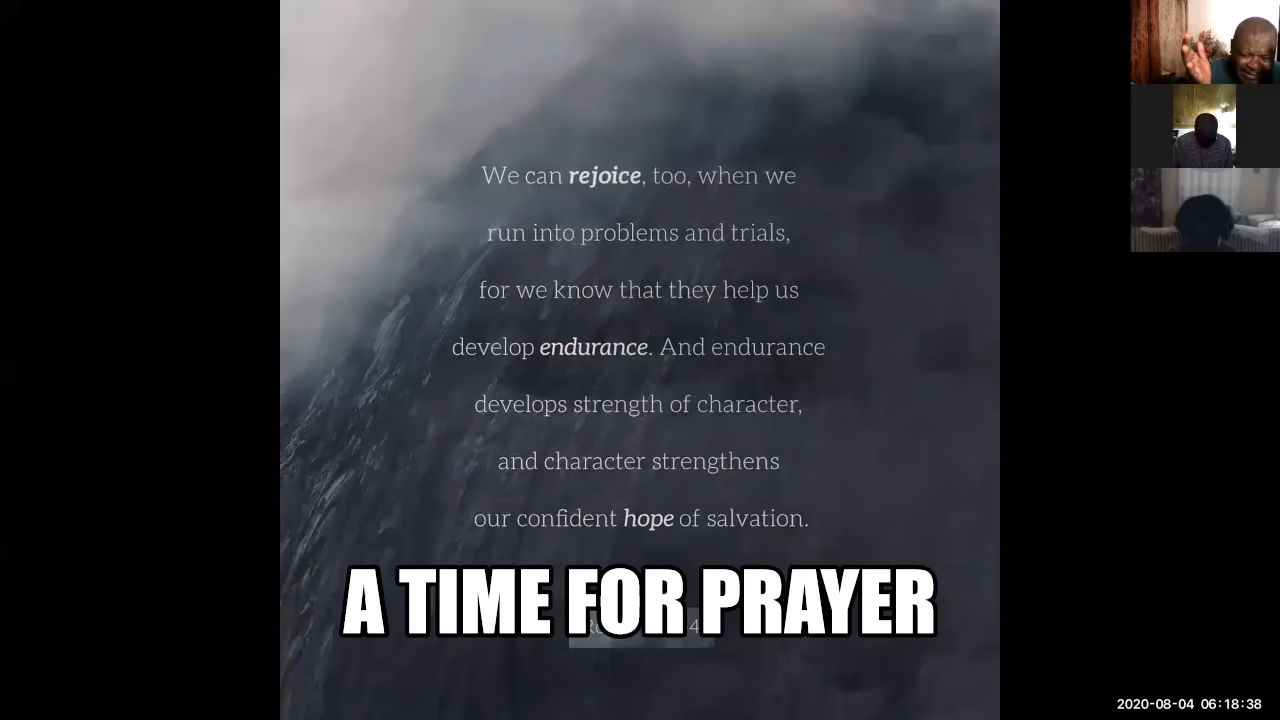 We can rejoice, too, when we
run into problems and trials,
for we know that they help us
develop endurance. And endurance
develops strength of character,
and character strengthens
our confident hope of salvation.
A TIME FOR PRAYER
2020-08-04 06:18:38